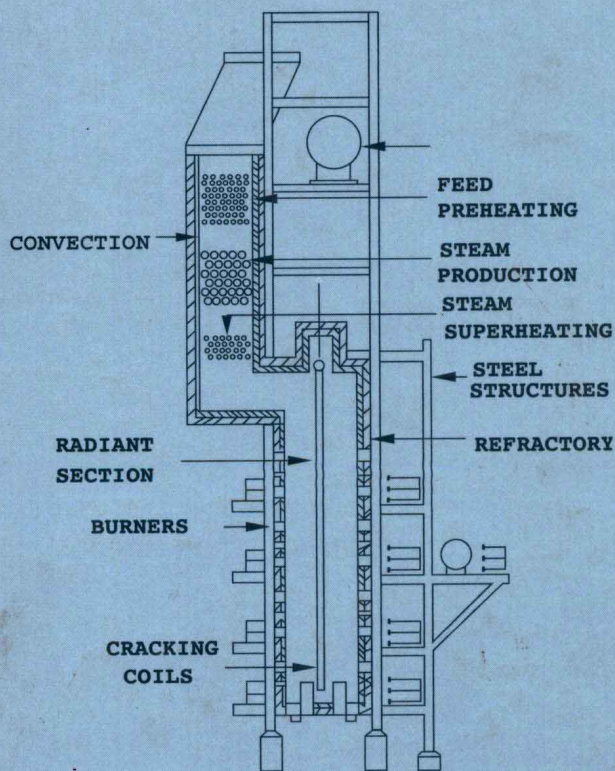 FEED
PREHEATING
CONVECTION
STEAM
PRODUCTION
STEAM
SUPERHEATING
STEEL
STRUCTURES
RADIANT
SECTION
REFRACTORY
BURNERS
CRACKING
COILS